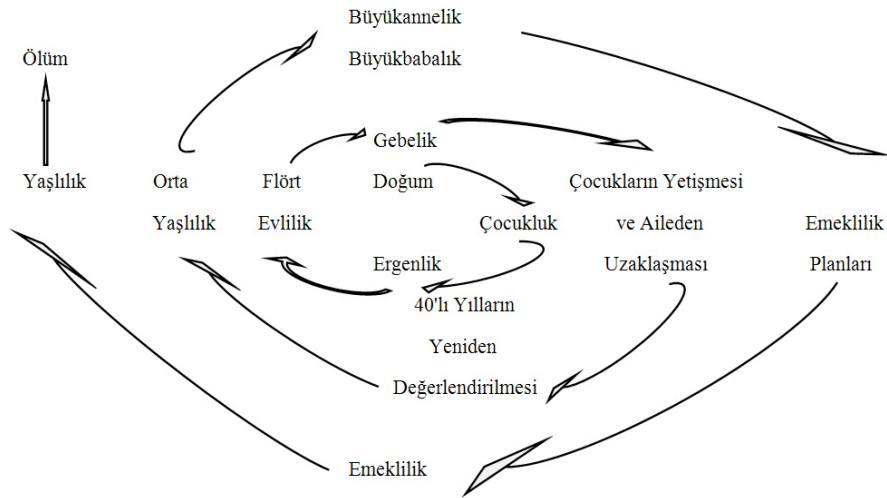 Büyükannelik
Büyükbabalık
Ölüm
Gebelik
Yaşlılık Orta Flört Doğum Çocukların Yetişmesi
Yaşlılık Evlilik Çocukluk ve Aileden Emeklilik
Ergenlik Uzaklaşması Planları
40'lı Yılların
Yeniden
Değerlendirilmesi
Emeklilik